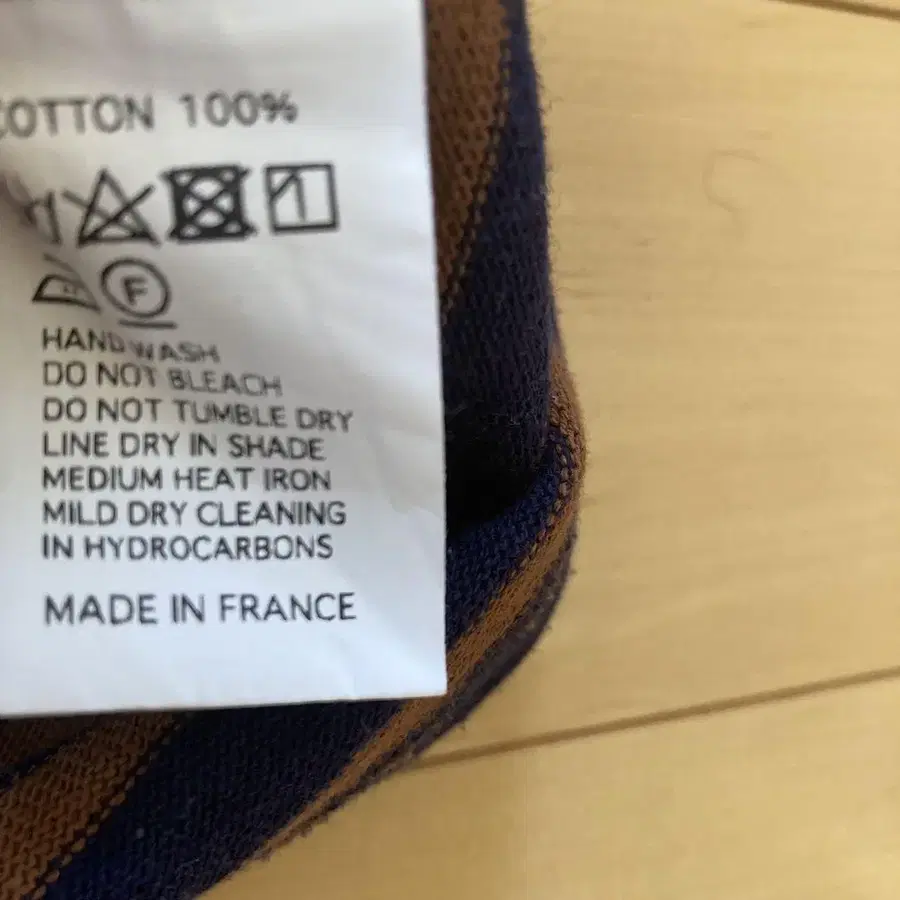 COTTON 100%
F
HAND WASH
DO NOT BLEACH
DO NOT TUMBLE DRY
LINE DRY IN SHADE
MEDIUM HEAT IRON
MILD DRY CLEANING
IN HYDROCARBONS
MADE IN FRANCE